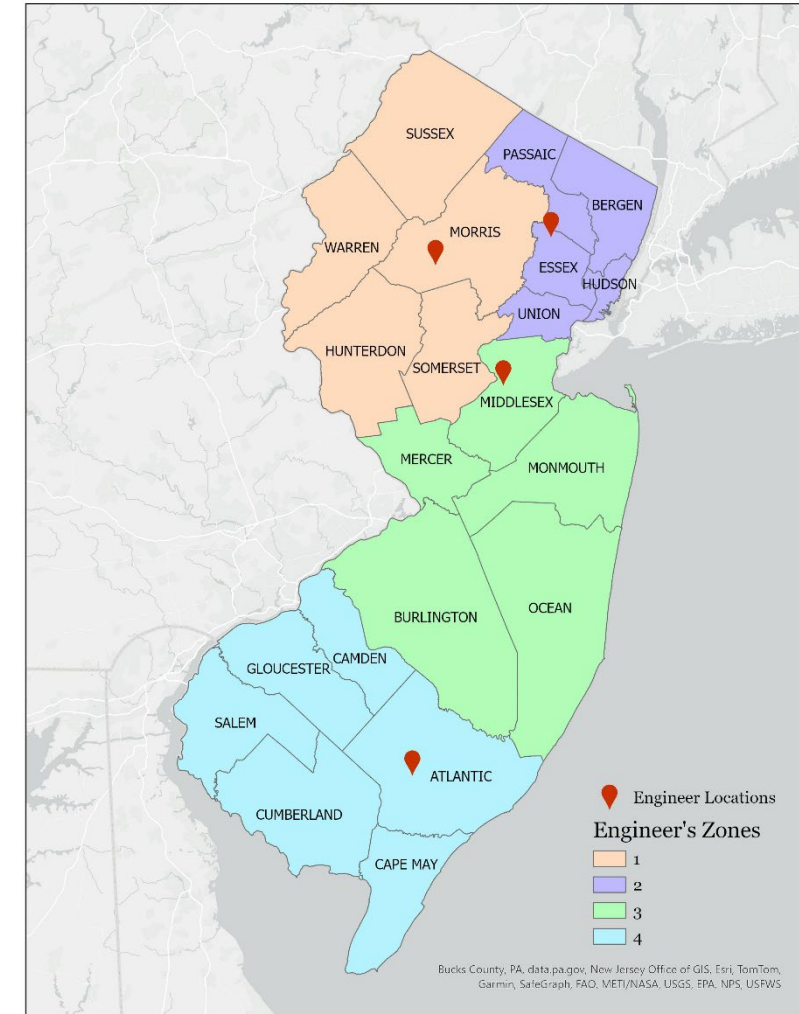 SUSSEX
PASSAIC
BERGEN
WARREN
MORRIS
ESSEX
HUDSON
UNION
HUNTERDON
SOMERSET
MIDDLESEX
MERCER
MONMOUTH
OCEAN
BURLINGTON
CAMDEN
GLOUCESTER
SALEM
ATLANTIC
CUMBERLAND
CAPE MAY
Engineer Locations
Engineer's Zones
1
2
3
4
Bucks County, PA, data.pa.gov, New Jersey Office of GIS, Esri, TomTom,
Garmin, SafeGraph, FAO, METI/NASA, USGS, EPA, NPS, USFWS